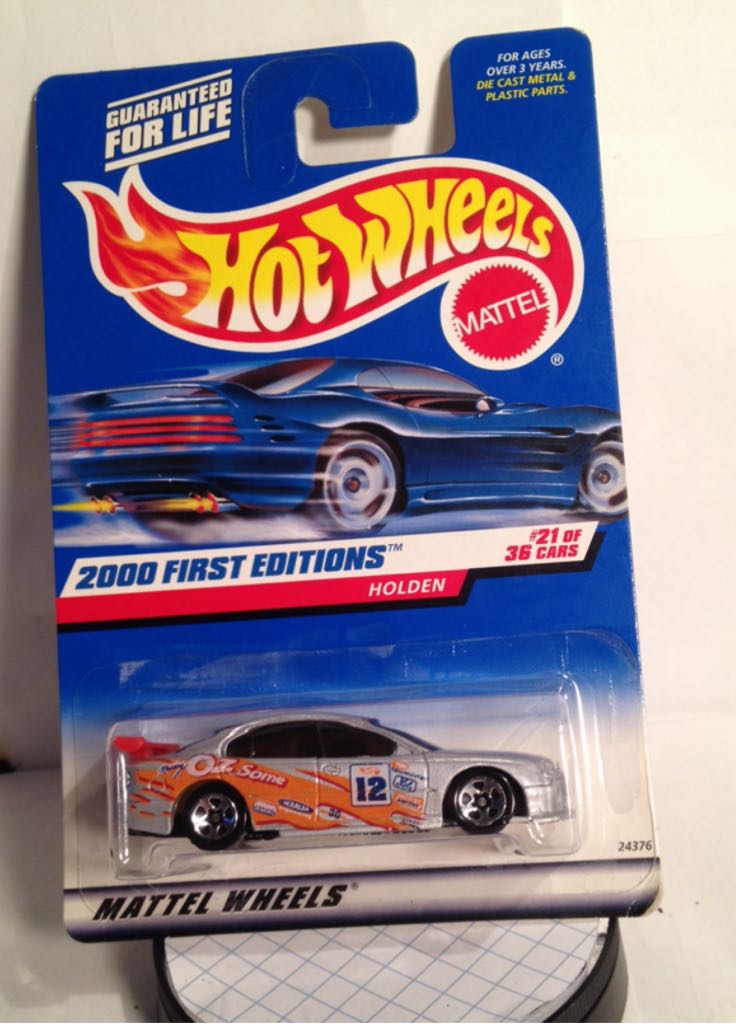 GUARANTEED
FOR LIFE
FOR AGES
OVER 3 YEARS.
DIE CAST METAL &
PLASTIC PARTS.
HOT WHEELS
MATTEL
®
2000 FIRST EDITIONS™
#21 OF
36 CARS
HOLDEN
Oz Some
12
24376
MATTEL WHEELS®